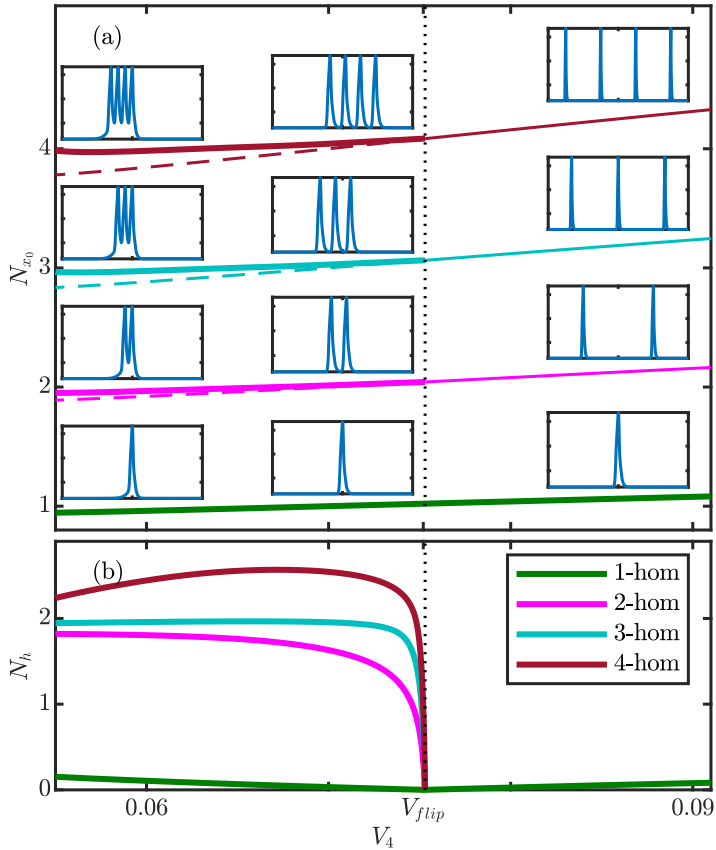 (a)
4
3
2
1
N_{x_0}
(b)
2
1
0
N_h
1-hom
2-hom
3-hom
4-hom
0.06
V_{flip}
0.09
V_4